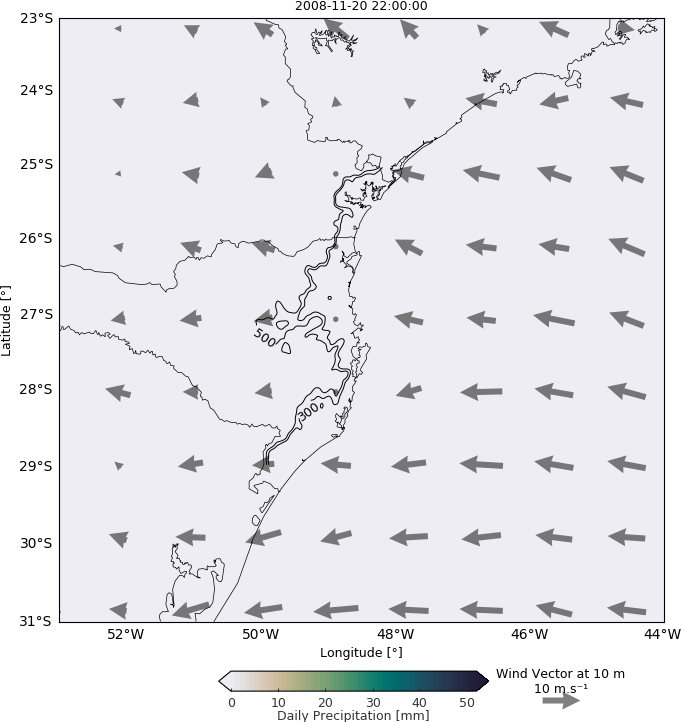 2008-11-20 22:00:00
23°S
24°S
25°S
26°S
27°S
28°S
29°S
30°S
31°S
Latitude [°]
500
300
52°W 50°W 48°W 46°W 44°W
Longitude [°]
Wind Vector at 10 m
10 m.s⁻¹
0 10 20 30 40 50
Daily Precipitation [mm]